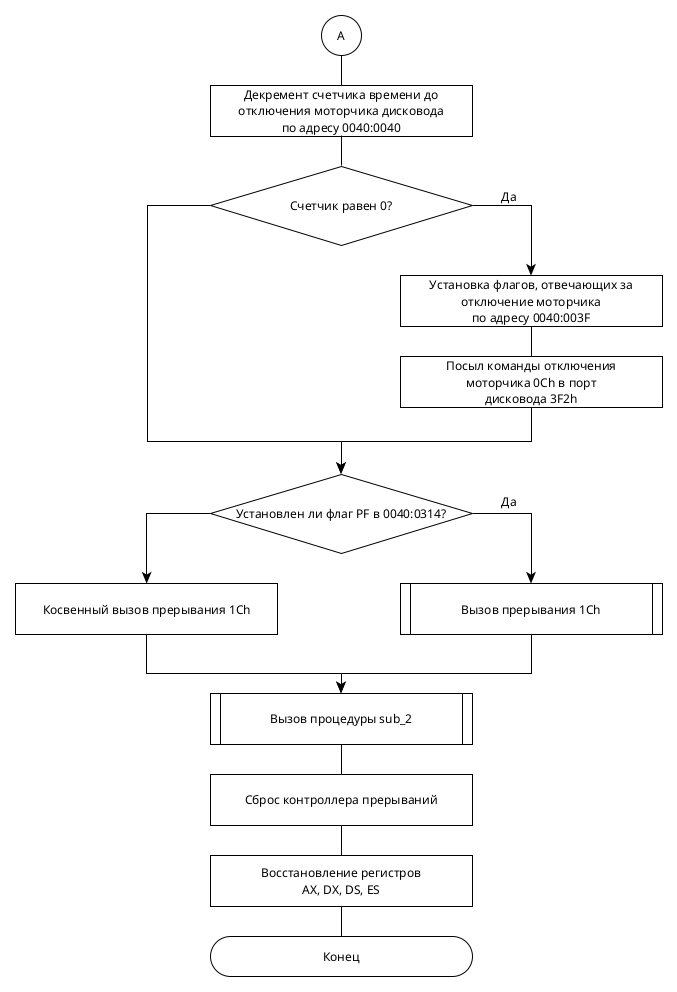 А
Декремент счетчика времени до
отключения моторчика дисковода
по адресу 0040:0040
Счетчик равен 0?
Да
Установка флагов, отвечающих за
отключение моторчика
по адресу 0040:003F
Посыл команды отключения
моторчика 0Ch в порт
дисковода 3F2h
Установлен ли флаг PF в 0040:0314?
Да
Косвенный вызов прерывания 1Ch
Вызов прерывания 1Ch
Вызов процедуры sub_2
Сброс контроллера прерываний
Восстановление регистров
AX, DX, DS, ES
Конец